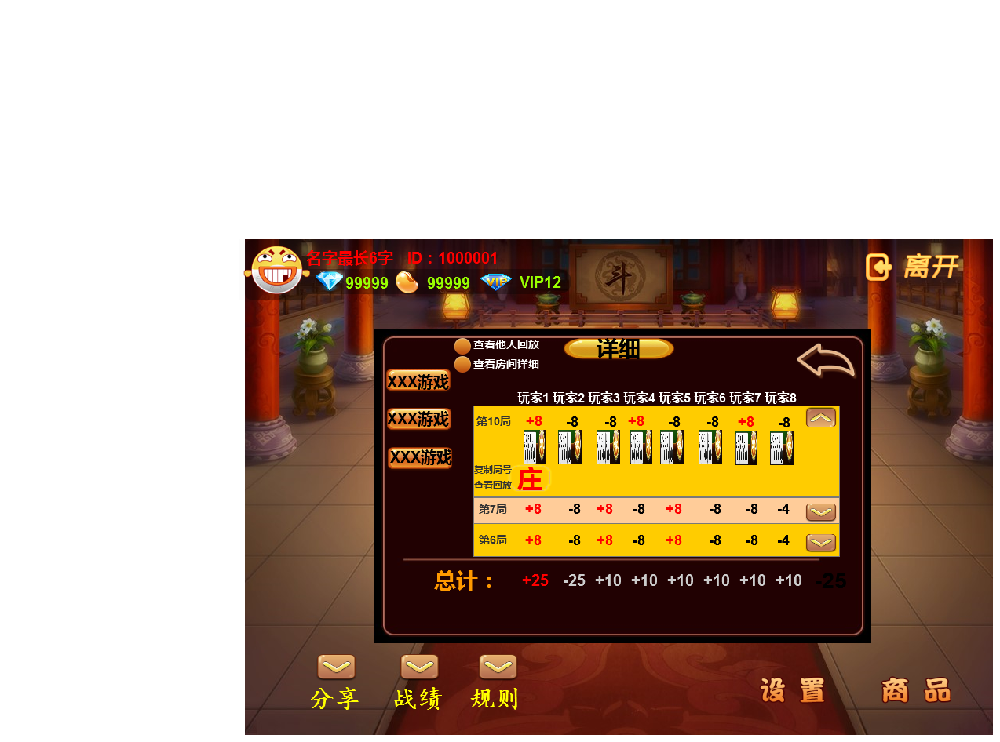 名字最长6字 ID：1000001
99999 99999 VIP VIP12
斗
离开
查看他人回放
详细
查看房间详细
XXX游戏
XXX游戏
XXX游戏
玩家1 玩家2 玩家3 玩家4 玩家5 玩家6 玩家7 玩家8
第10局 +8 -8 -8 +8 -8 -8 +8 -8
复制局号
查看回放
庄
第7局 +8 -8 +8 -8 +8 -8 -8 -4
第6局 +8 -8 +8 -8 +8 -8 -8 -4
总计： +25 -25 +10 +10 +10 +10 +10 +10 -25
分享 战绩 规则
设置 商品